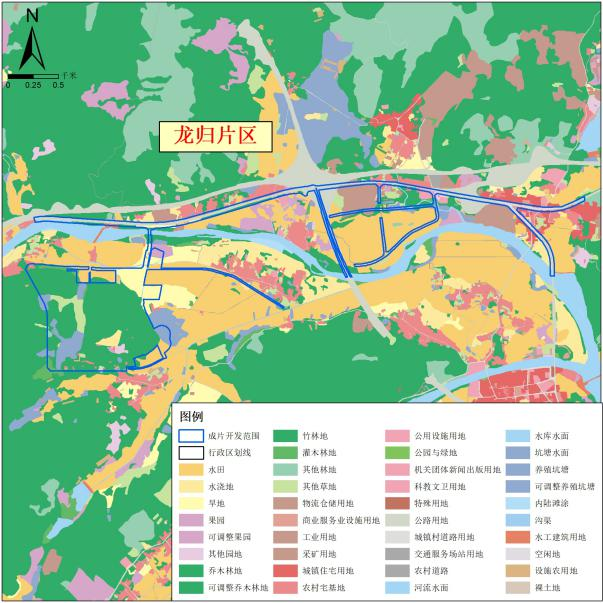 N
0 0.25 0.5 千米
龙归片区
图例
成片开发范围 竹林地 公用设施用地 水库水面
行政区划线 灌木林地 公园与绿地 坑塘水面
水田 其他林地 机关团体新闻出版用地 养殖坑塘
水浇地 其他草地 科教文卫用地 可调整养殖坑塘
旱地 物流仓储用地 特殊用地 内陆滩涂
果园 商业服务业设施用地 公路用地 沟渠
可调整果园 工业用地 城镇村道路用地 水工建筑用地
其他园地 采矿用地 交通服务场站用地 空闲地
乔木林地 城镇住宅用地 农村道路 设施农用地
可调整乔木林地 农村宅基地 河流水面 裸土地